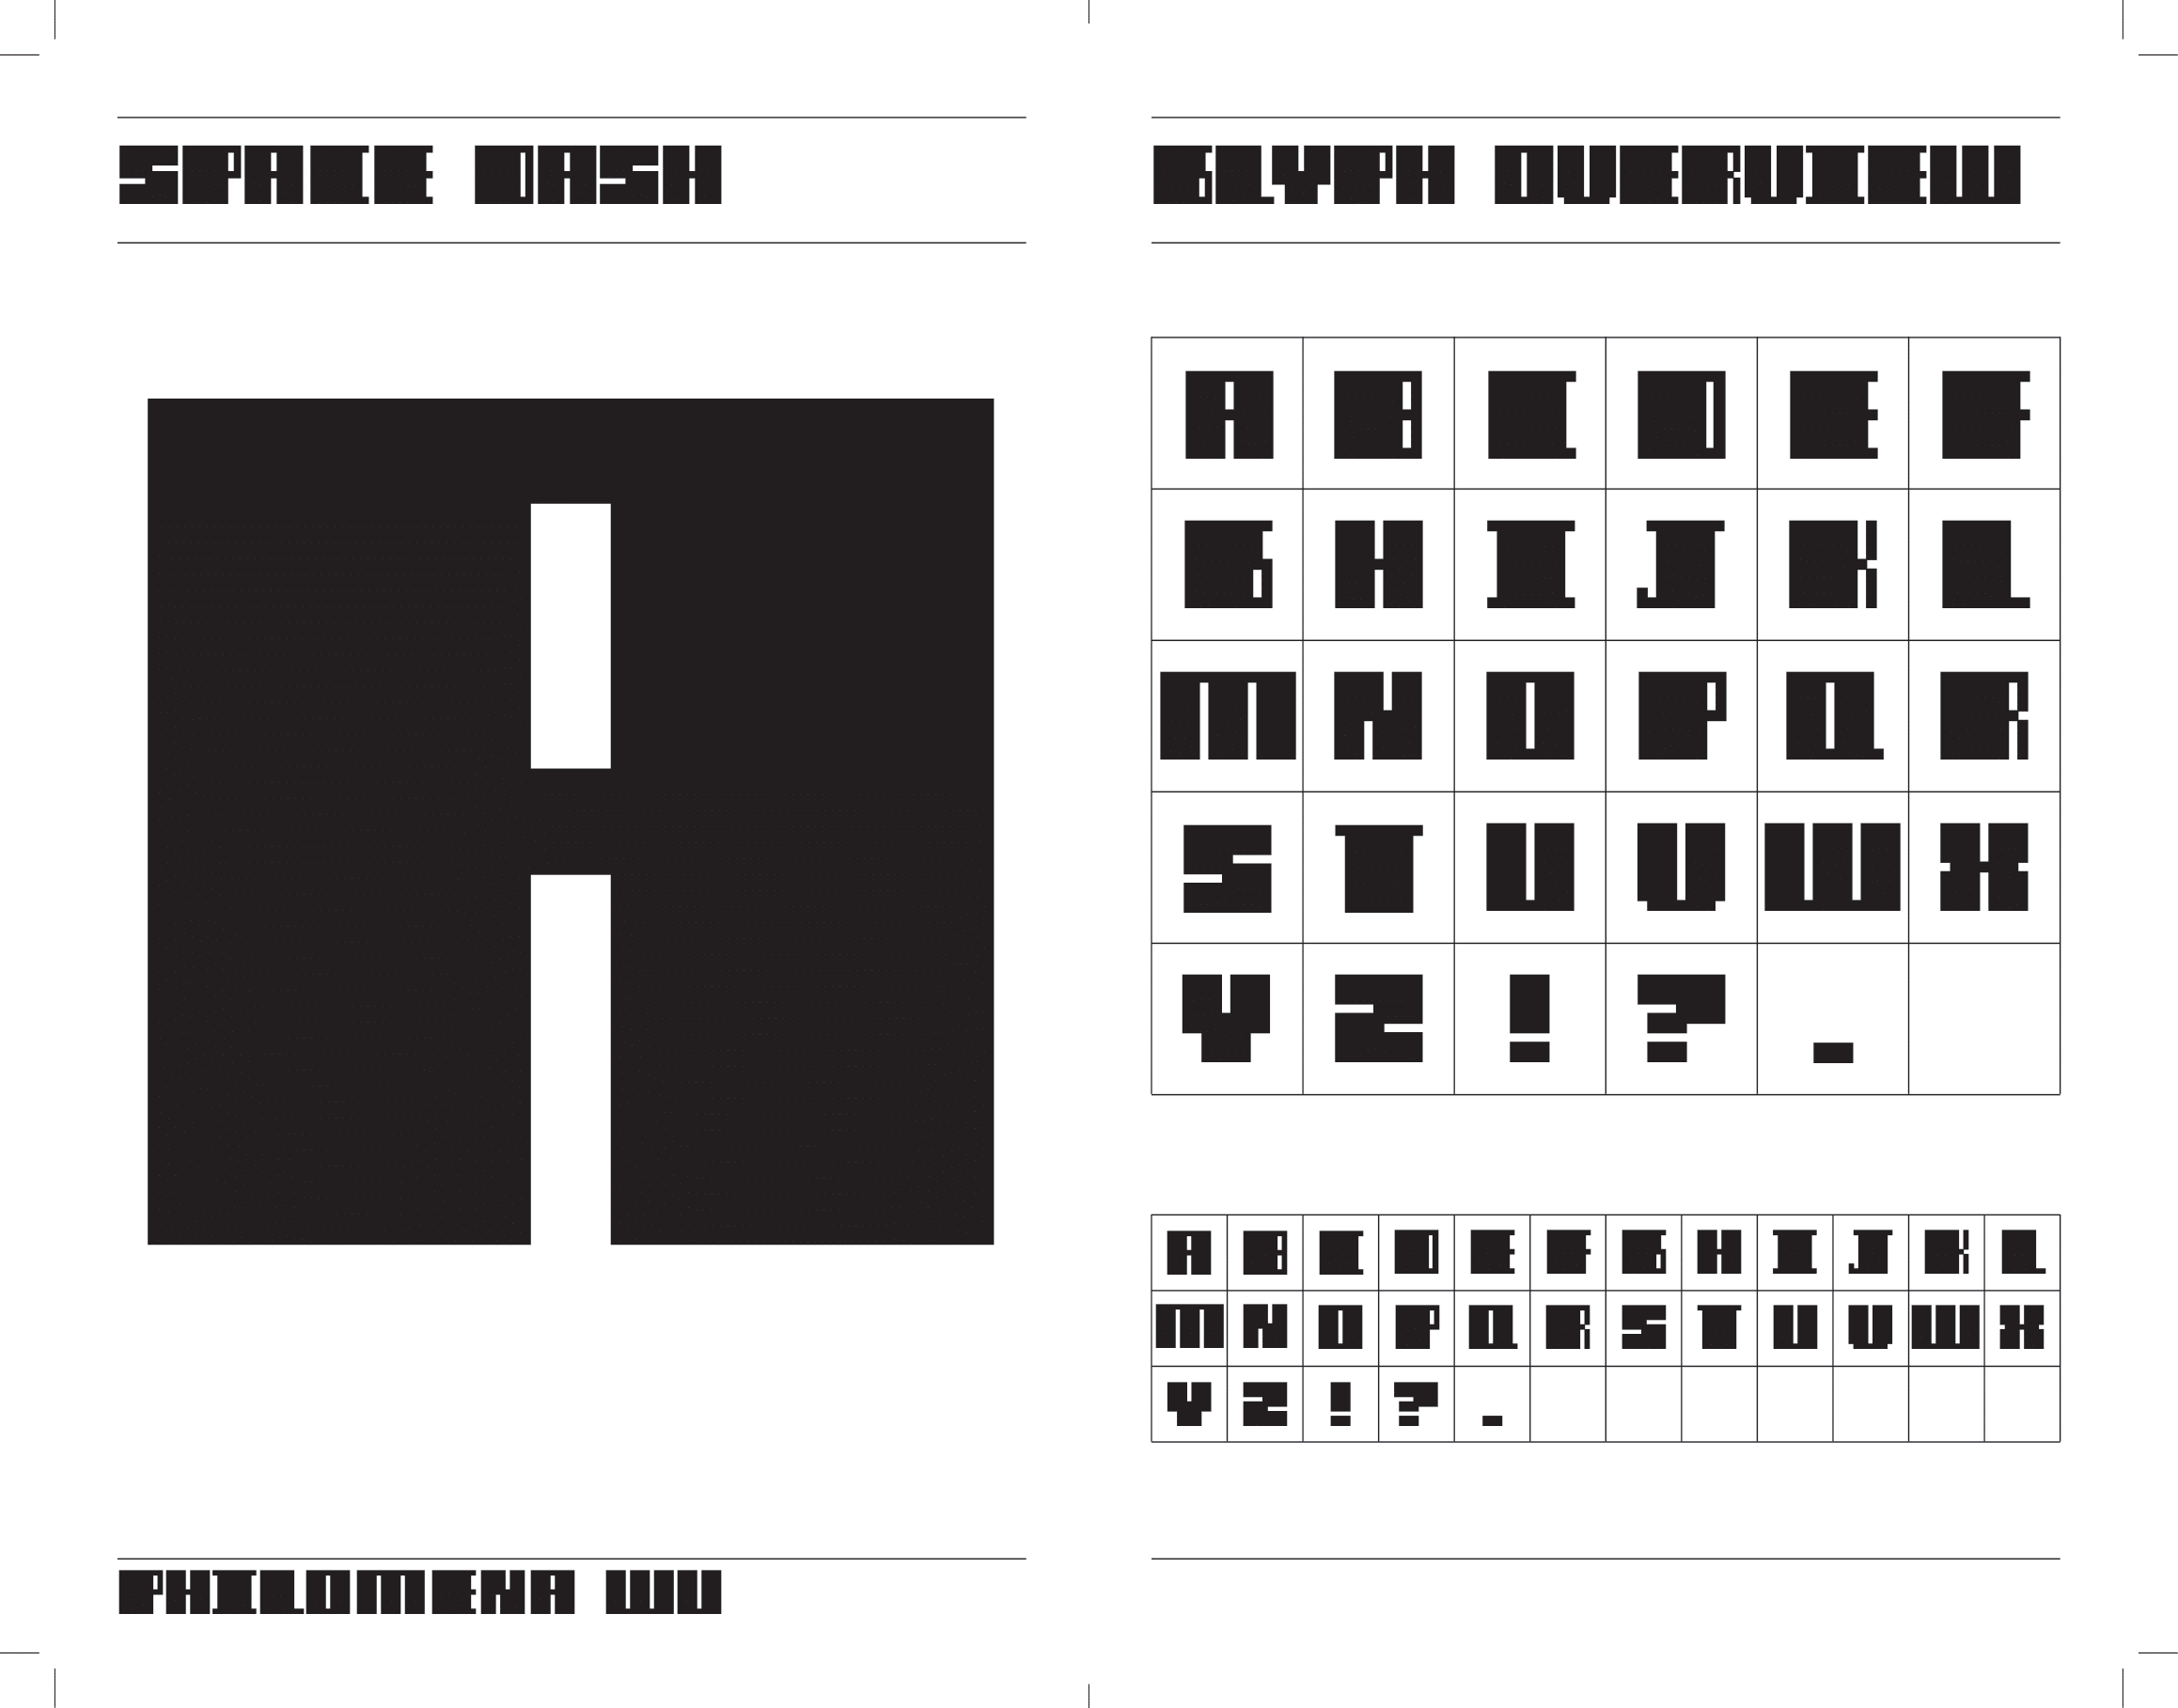 SPACE DASH
A
PHILOMENA WU
GLYPH OVERVIEW
A B C D E F
G H I J K L
M N O P Q R
S T U V W X
Y Z ! ? .
A B C D E F G H I J K L
M N O P Q R S T U V W X
Y Z ! ? .